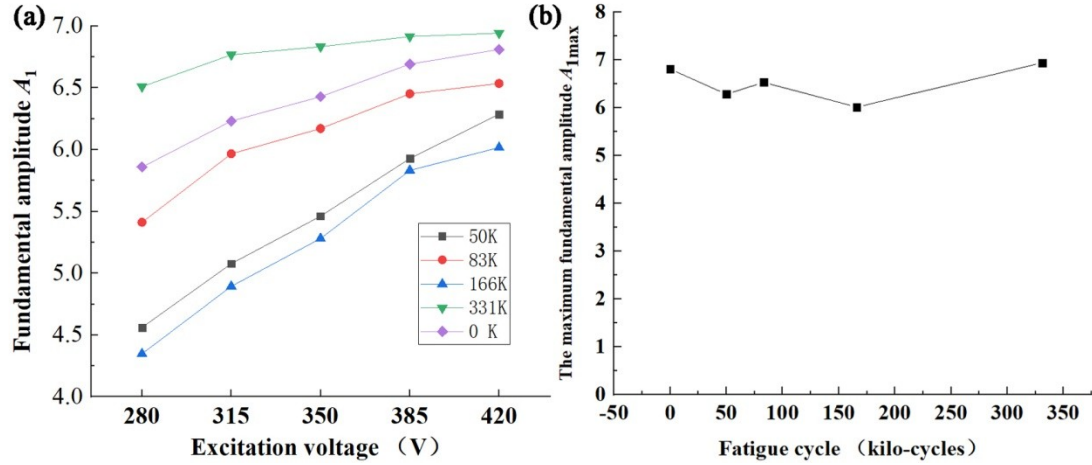 (a)
7.0
6.5
6.0
5.5
5.0
4.5
4.0
Fundamental amplitude A1
280 315 350 385 420
Excitation voltage （V）
50K
83K
166K
331K
0 K
(b)
8
7
6
5
4
3
2
1
0
The maximum fundamental amplitude A1max
-50 0 50 100 150 200 250 300 350
Fatigue cycle （kilo-cycles）